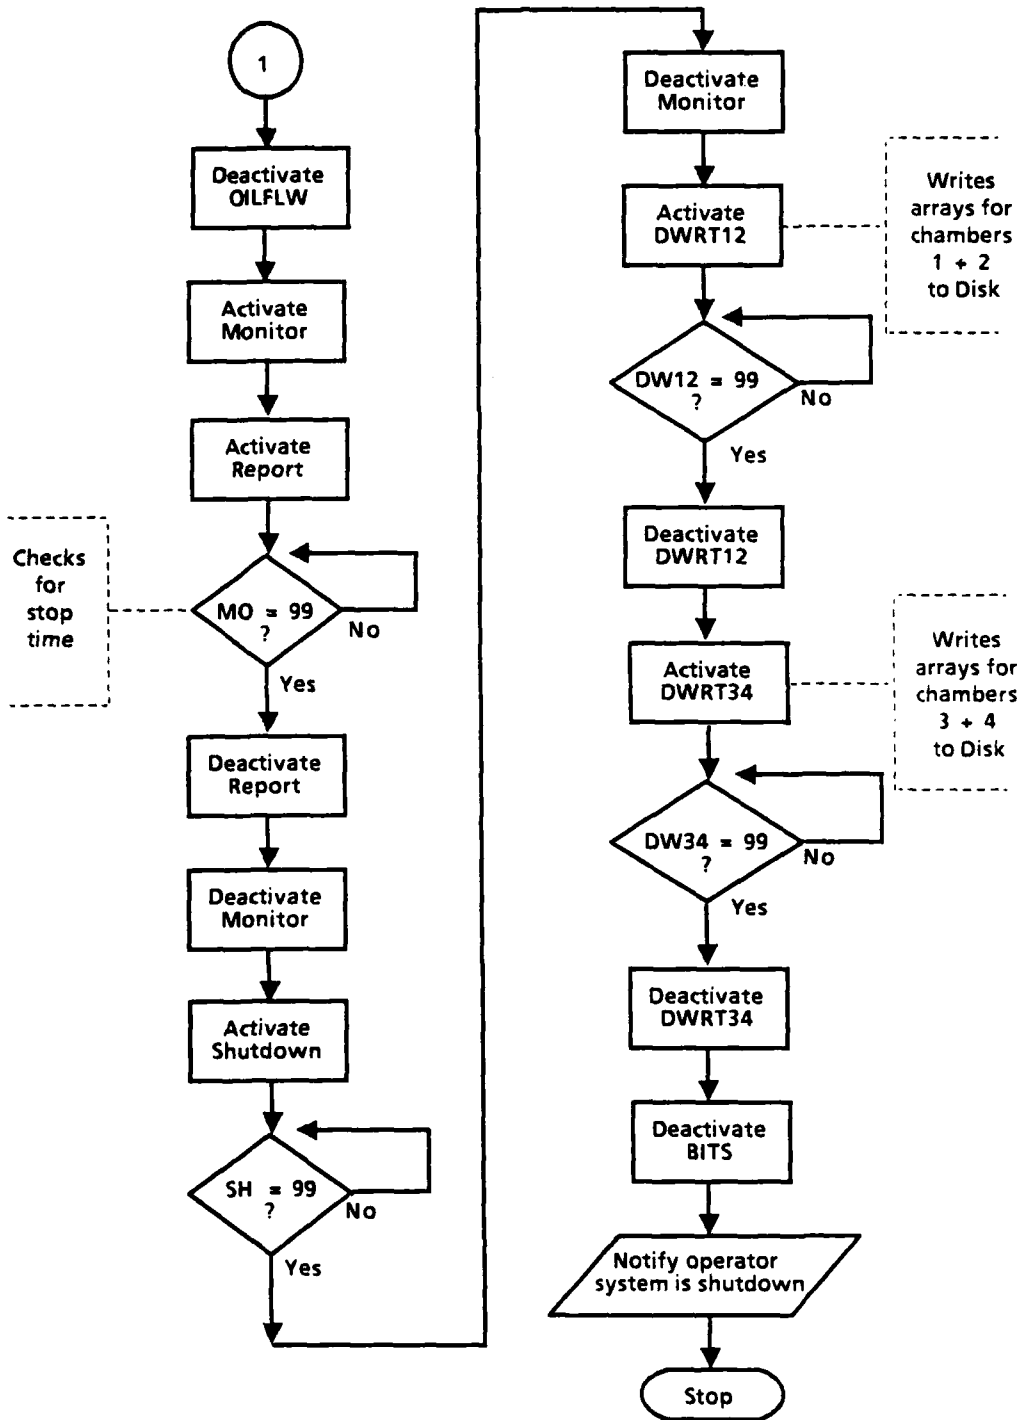 1
Deactivate
OILFLW
Activate
Monitor
Activate
Report
Checks
for
stop
time
MO = 99
?
No
Yes
Deactivate
Report
Deactivate
Monitor
Activate
Shutdown
SH = 99
?
No
Yes
Deactivate
Monitor
Activate
DWRT12
Writes
arrays for
chambers
1 + 2
to Disk
DW12 = 99
?
No
Yes
Deactivate
DWRT12
Activate
DWRT34
Writes
arrays for
chambers
3 + 4
to Disk
DW34 = 99
?
No
Yes
Deactivate
DWRT34
Deactivate
BITS
Notify operator
system is shutdown
Stop